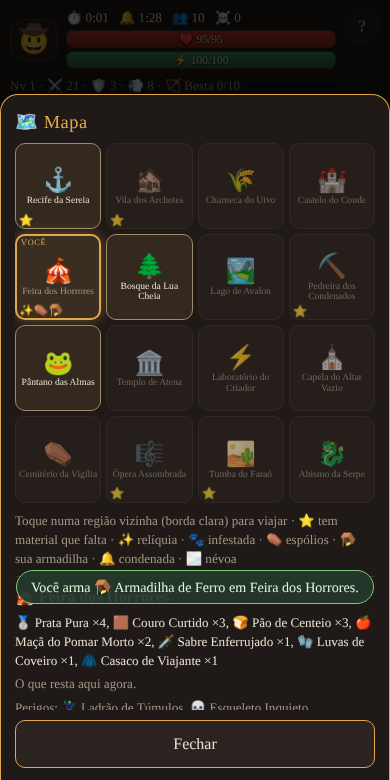 0:01 1:28 10 0
?
95/95
100/100
Nv 1 · 21 · 3 · 8 · Besta 0/10
Mapa
Recife da Sereia
Vila dos Archotes
Charneca do Uivo
Castelo do Conde
VOCÊ
Feira dos Horrores
Bosque da Lua
Cheia
Lago de Avalon
Pedreira dos
Condenados
Pântano das Almas
Templo de Atena
Laboratório do
Criador
Capela do Altar
Vazio
Cemitério da Vigília
Ópera Assombrada
Tumba do Faraó
Abismo da Serpe
Toque numa região vizinha (borda clara) para viajar · ⭐ tem
material que falta · ✨ relíquia · 🐾 infestada · ⚰️ espólios · 🪤
sua armadilha · 🔔 condenada · 🌫️ névoa
Você arma 🪤 Armadilha de Ferro em Feira dos Horrores.
Feira dos Horrores
🥈 Prata Pura ×4, 🟫 Couro Curtido ×3, 🍞 Pão de Centeio ×3, 🍎
Maçã do Pomar Morto ×2, 🗡️ Sabre Enferrujado ×1, 🧤 Luvas de
Coveiro ×1, 🧥 Casaco de Viajante ×1
O que resta aqui agora.
Perigos: 🦹 Ladrão de Túmulos, 💀 Esqueleto Inquieto
Fechar